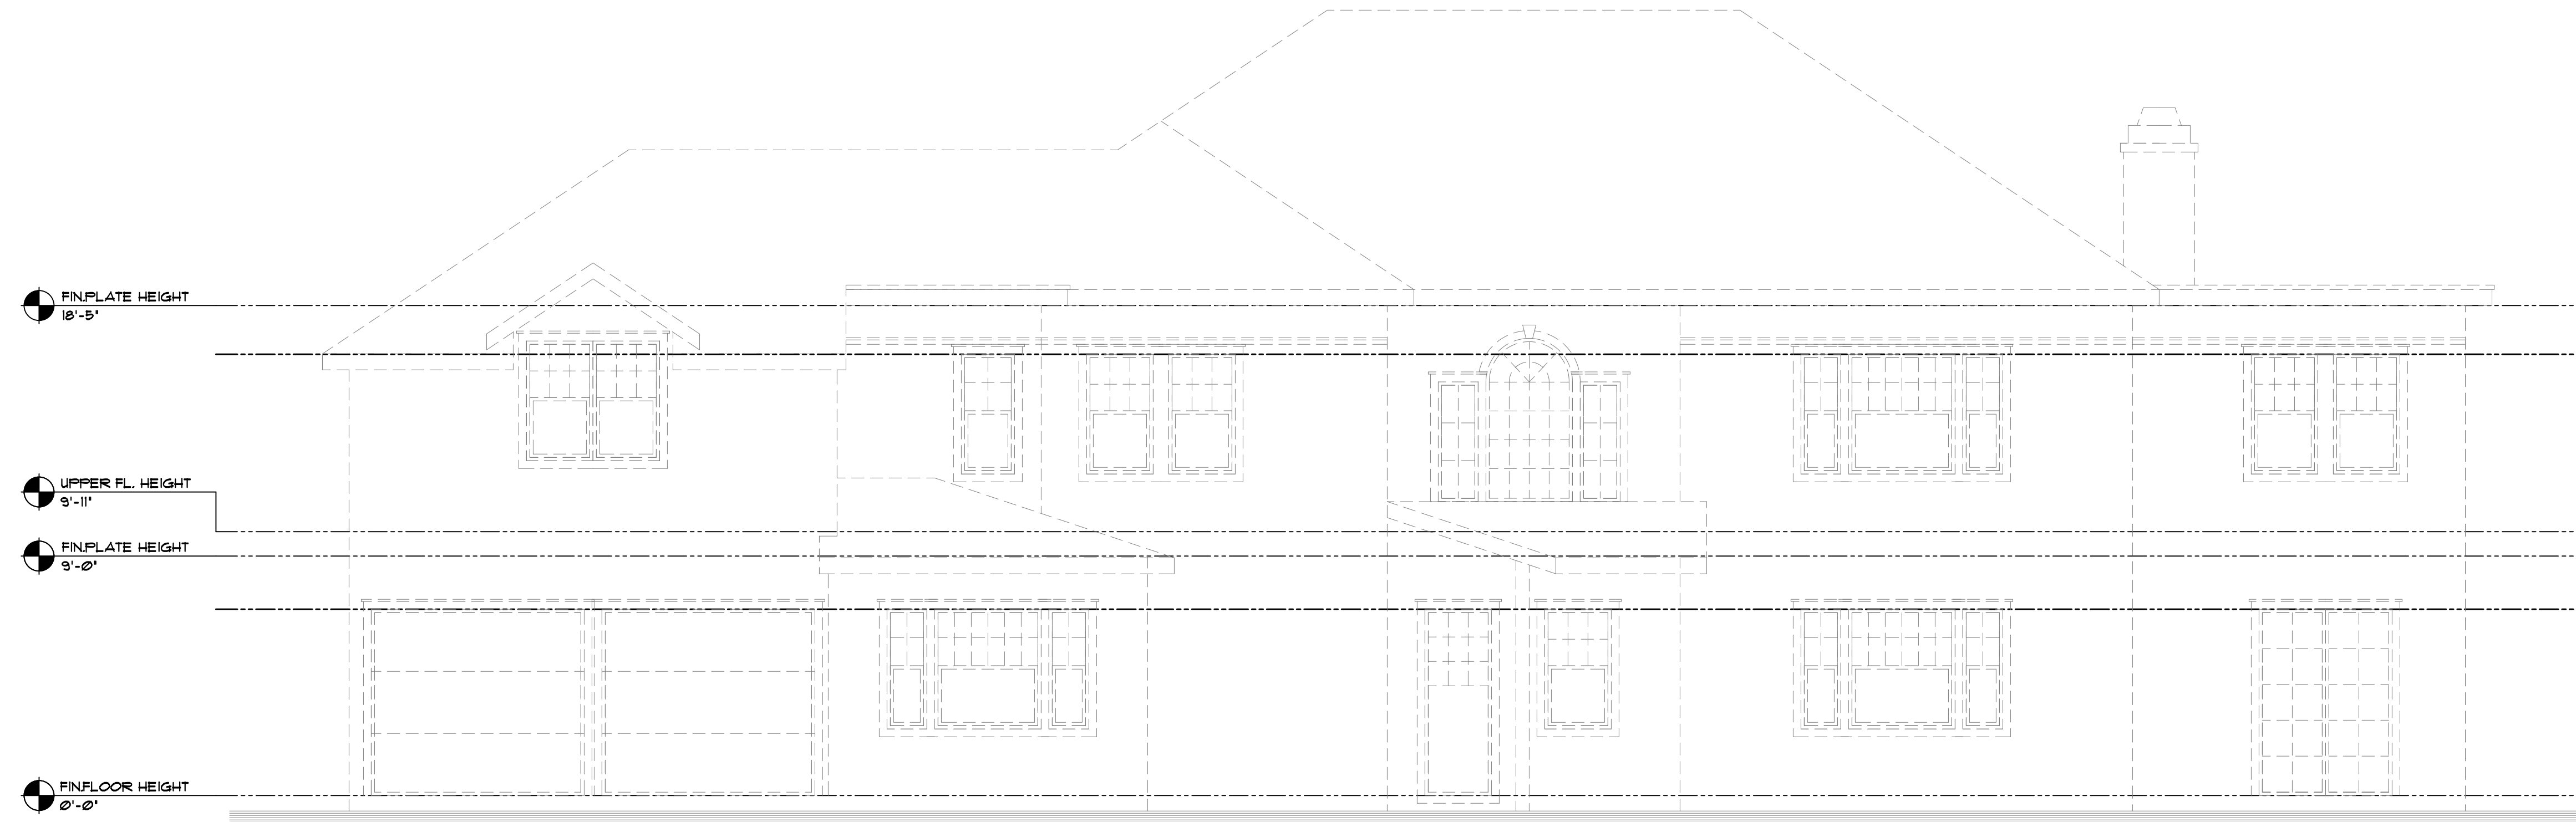 FIN.PLATE HEIGHT
18'-5"
UPPER FL. HEIGHT
9'-11"
FIN.PLATE HEIGHT
9'-0"
FIN.FLOOR HEIGHT
0'-0"